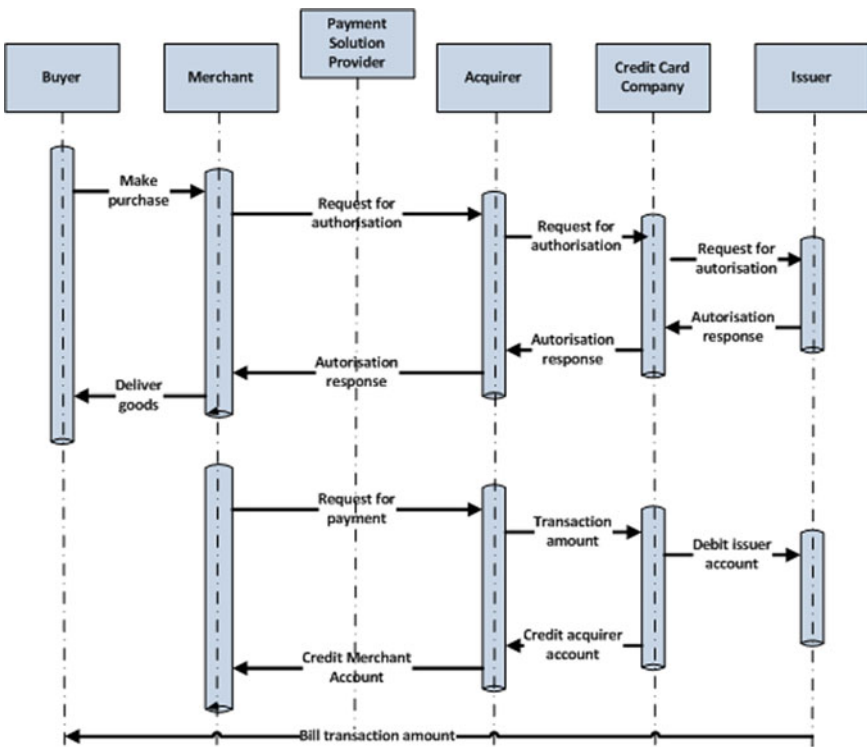 Payment
Solution
Provider
Buyer
Merchant
Acquirer
Credit Card
Company
Issuer
Make
purchase
Request for
authorisation
Request for
authorisation
Request for
autorisation
Autorisation
response
Autorisation
response
Autorisation
response
Deliver
goods
Request for
payment
Transaction
amount
Debit issuer
account
Credit acquirer
account
Credit Merchant
Account
Bill transaction amount